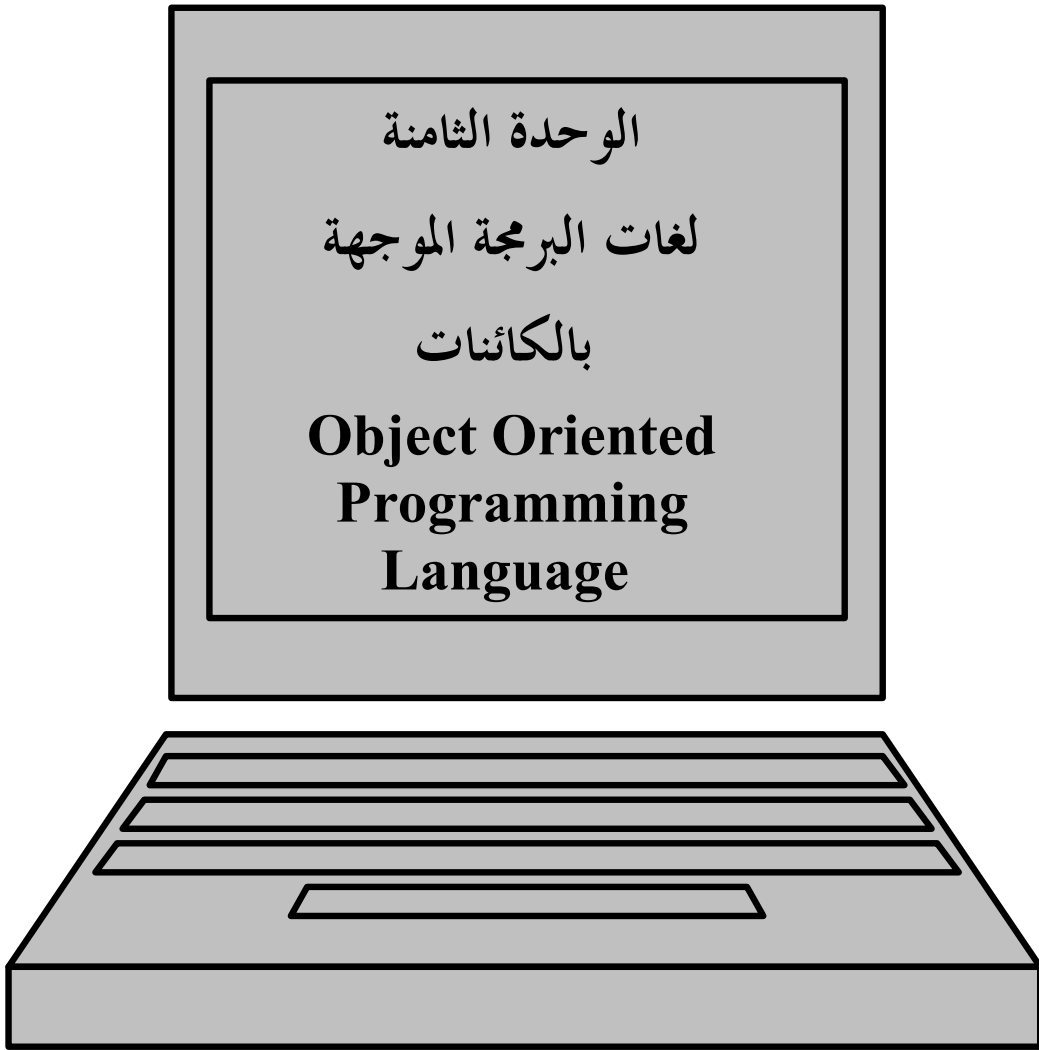 الوحدة الثامنة
لغات البرمجة الموجهة
بالكائنات
Object Oriented
Programming
Language